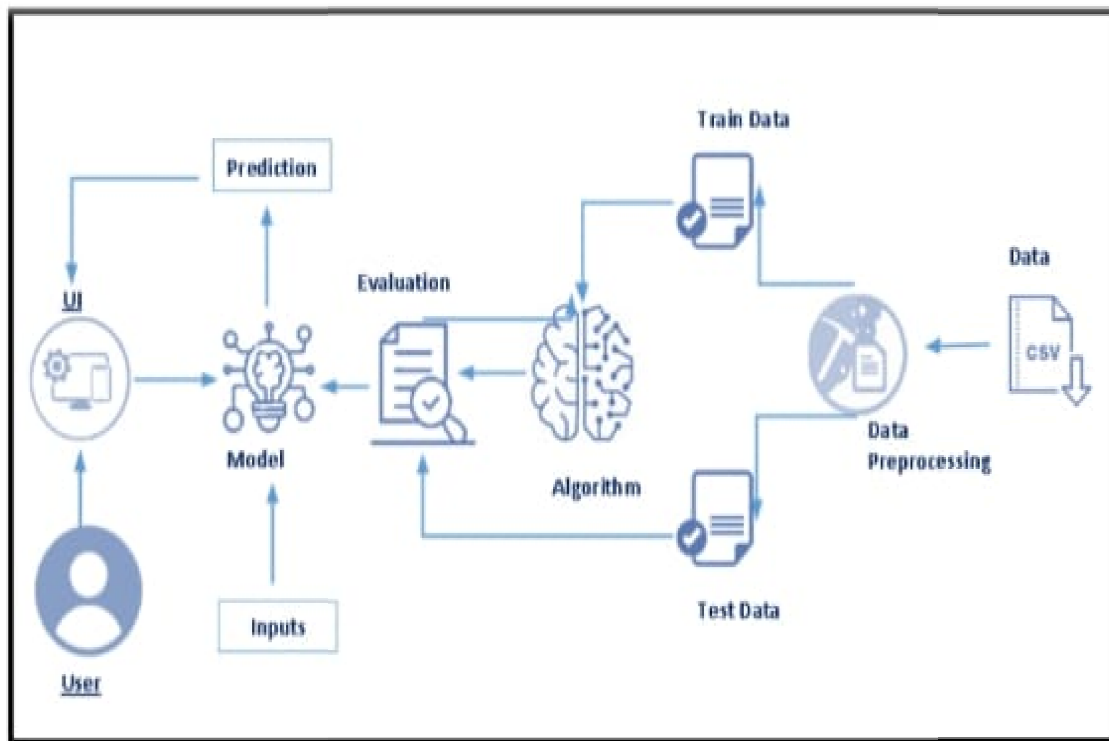 Train Data
Prediction
Data
Evaluation
UI
CSV
Data
Preprocessing
Model
Algorithm
Test Data
Inputs
User